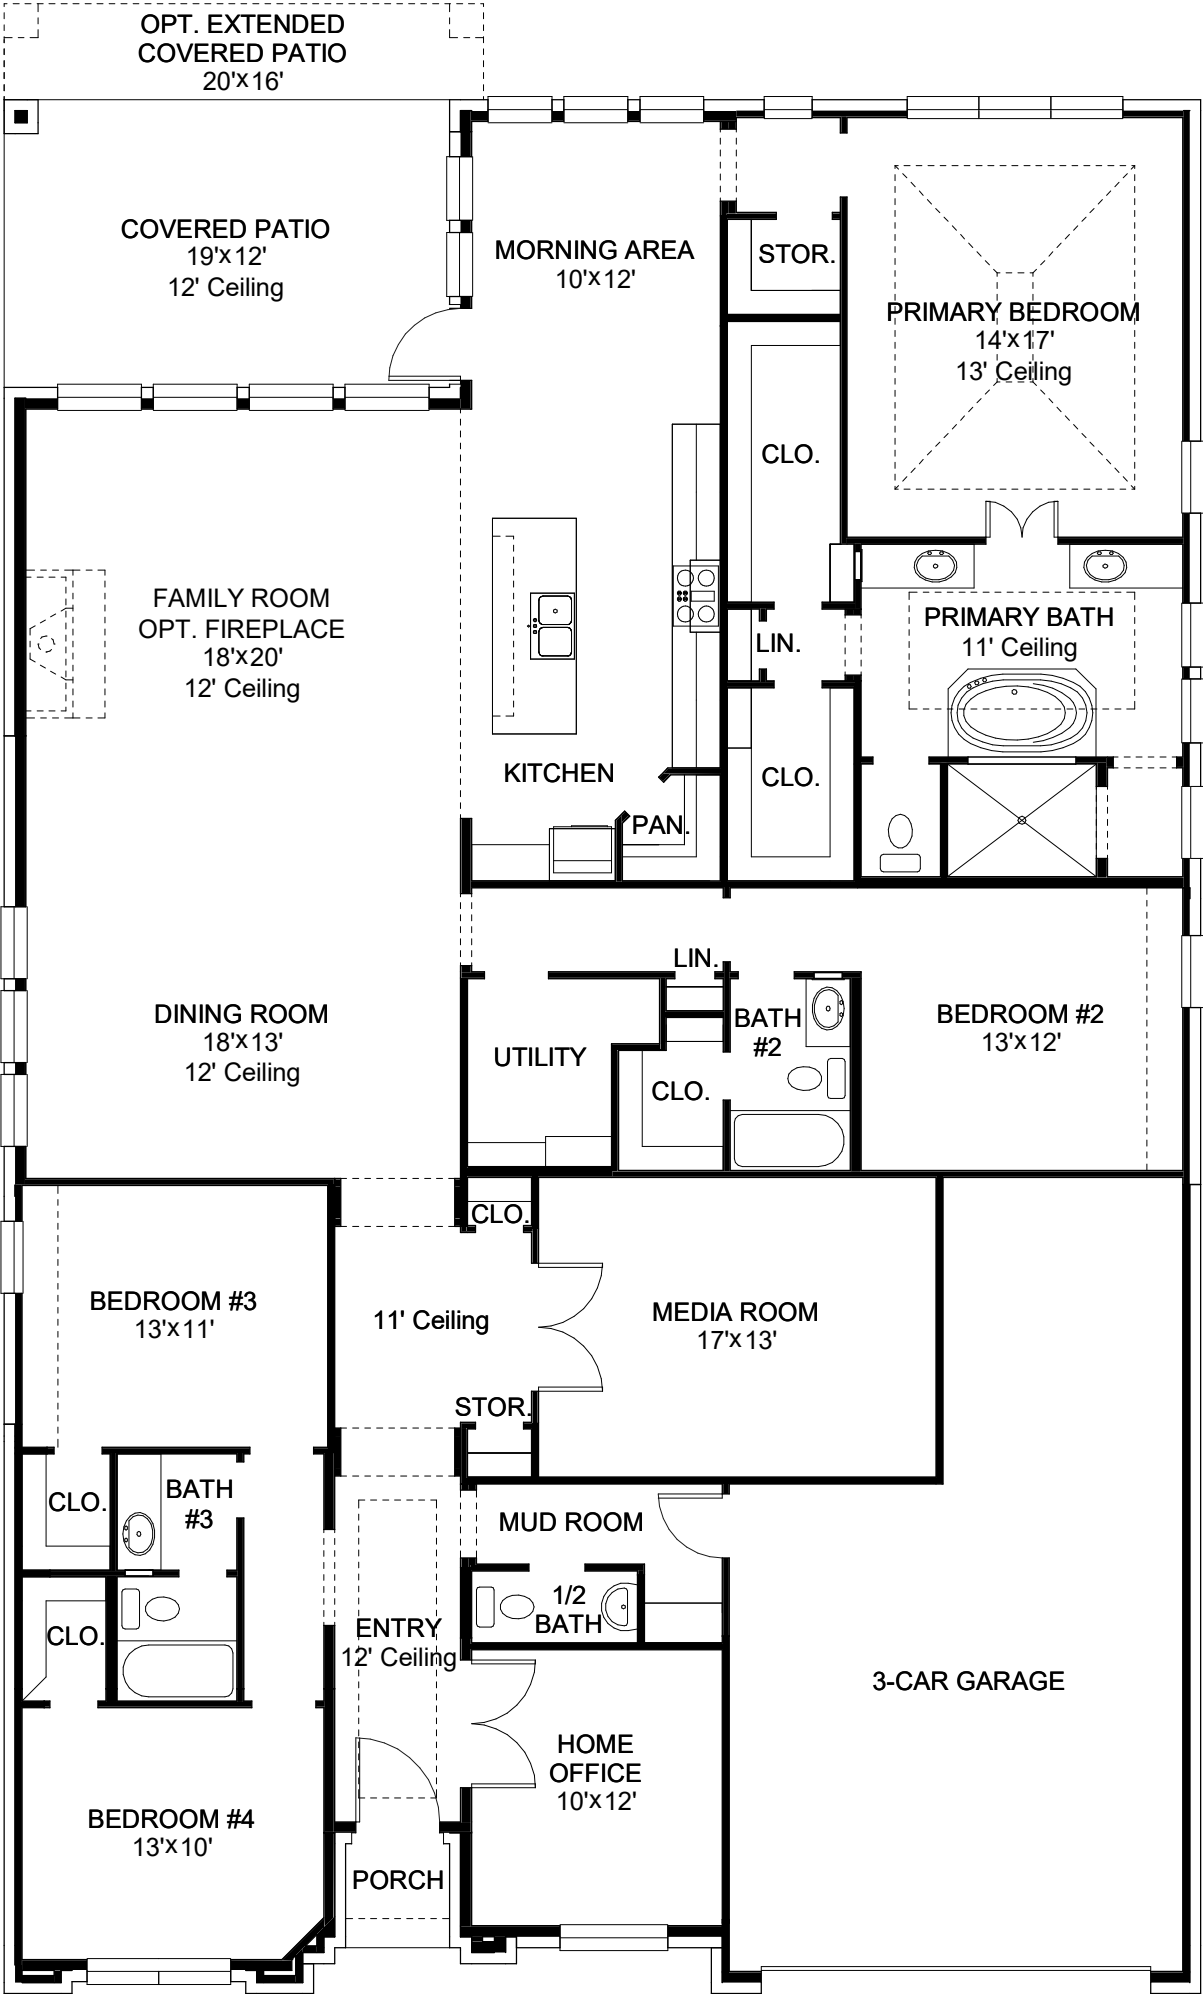 OPT. EXTENDED
COVERED PATIO
20'x16'
COVERED PATIO
19'x12'
12' Ceiling
MORNING AREA
10'x12'
STOR.
PRIMARY BEDROOM
14'x17'
13' Ceiling
CLO.
FAMILY ROOM
OPT. FIREPLACE
18'x20'
12' Ceiling
LIN.
PRIMARY BATH
11' Ceiling
KITCHEN
PAN.
CLO.
LIN.
DINING ROOM
18'x13'
12' Ceiling
UTILITY
BATH
#2
CLO.
BEDROOM #2
13'x12'
CLO.
BEDROOM #3
13'x11'
11' Ceiling
MEDIA ROOM
17'x13'
STOR.
CLO.
BATH
#3
MUD ROOM
1/2
BATH
CLO.
ENTRY
12' Ceiling
3-CAR GARAGE
HOME
OFFICE
10'x12'
BEDROOM #4
13'x10'
PORCH